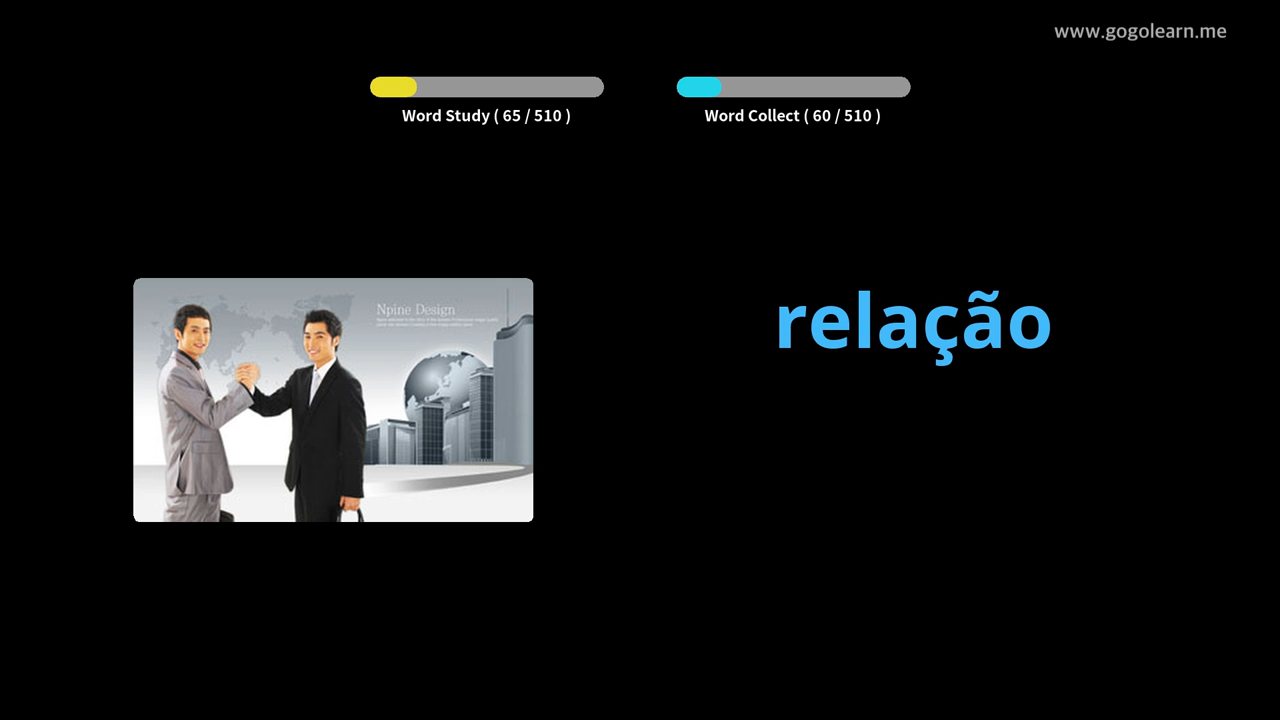 www.gogolearn.me
Word Study ( 65 / 510 )
Word Collect ( 60 / 510 )
Npine Design
relação